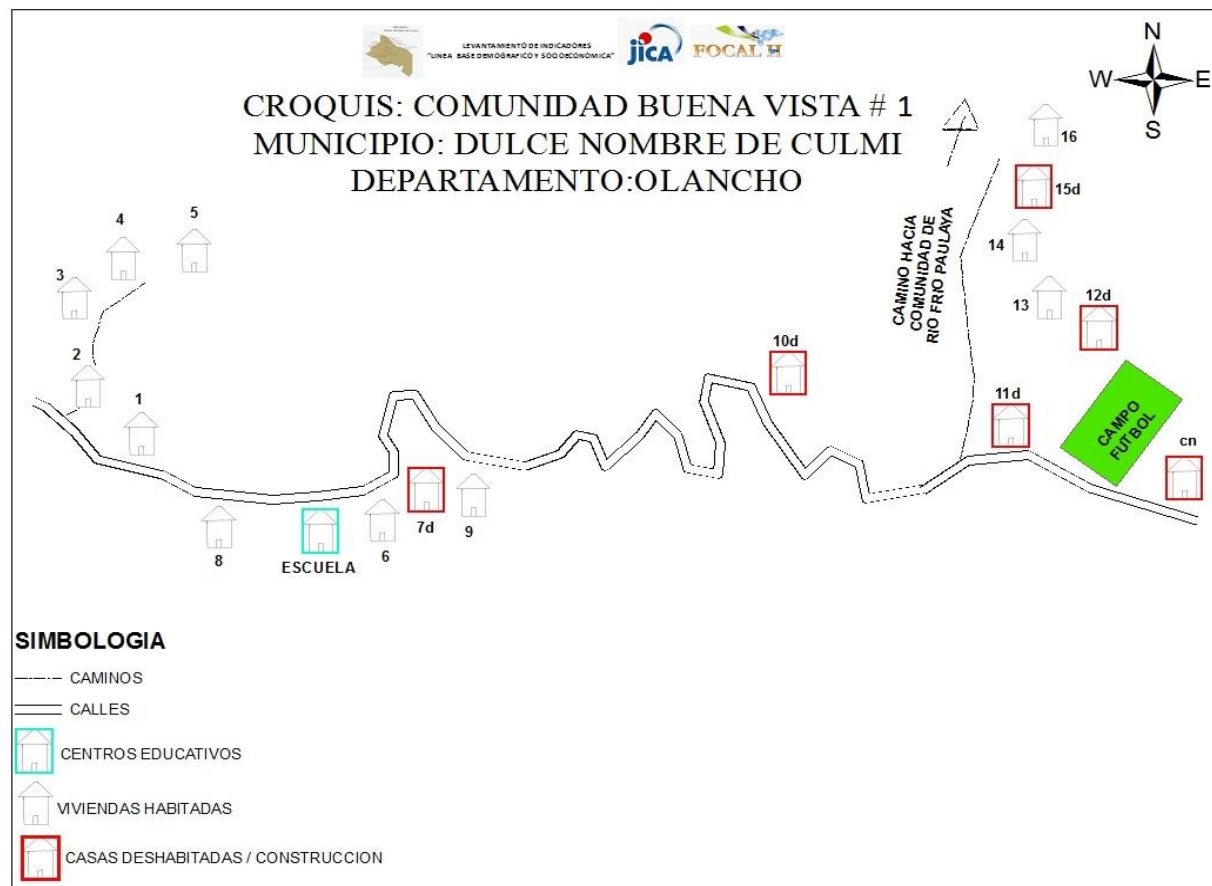 LEVANTAMIENTO DE INDICADORES
"LINEA BASE DEMOGRAFICO Y SOCIOECONÓMICA"
jICA
FOCAL H
N
W E
S
CROQUIS: COMUNIDAD BUENA VISTA # 1
MUNICIPIO: DULCE NOMBRE DE CULMI
DEPARTAMENTO:OLANCHO
16
15d
14
13
12d
CAMINO HACIA
COMUNIDAD DE
RIO FRIO PAULAYA
5
4
3
2
1
10d
11d
CAMPO
FUTBOL
cn
8
ESCUELA
6
7d
9
SIMBOLOGIA
CAMINOS
CALLES
CENTROS EDUCATIVOS
VIVIENDAS HABITADAS
CASAS DESHABITADAS / CONSTRUCCION